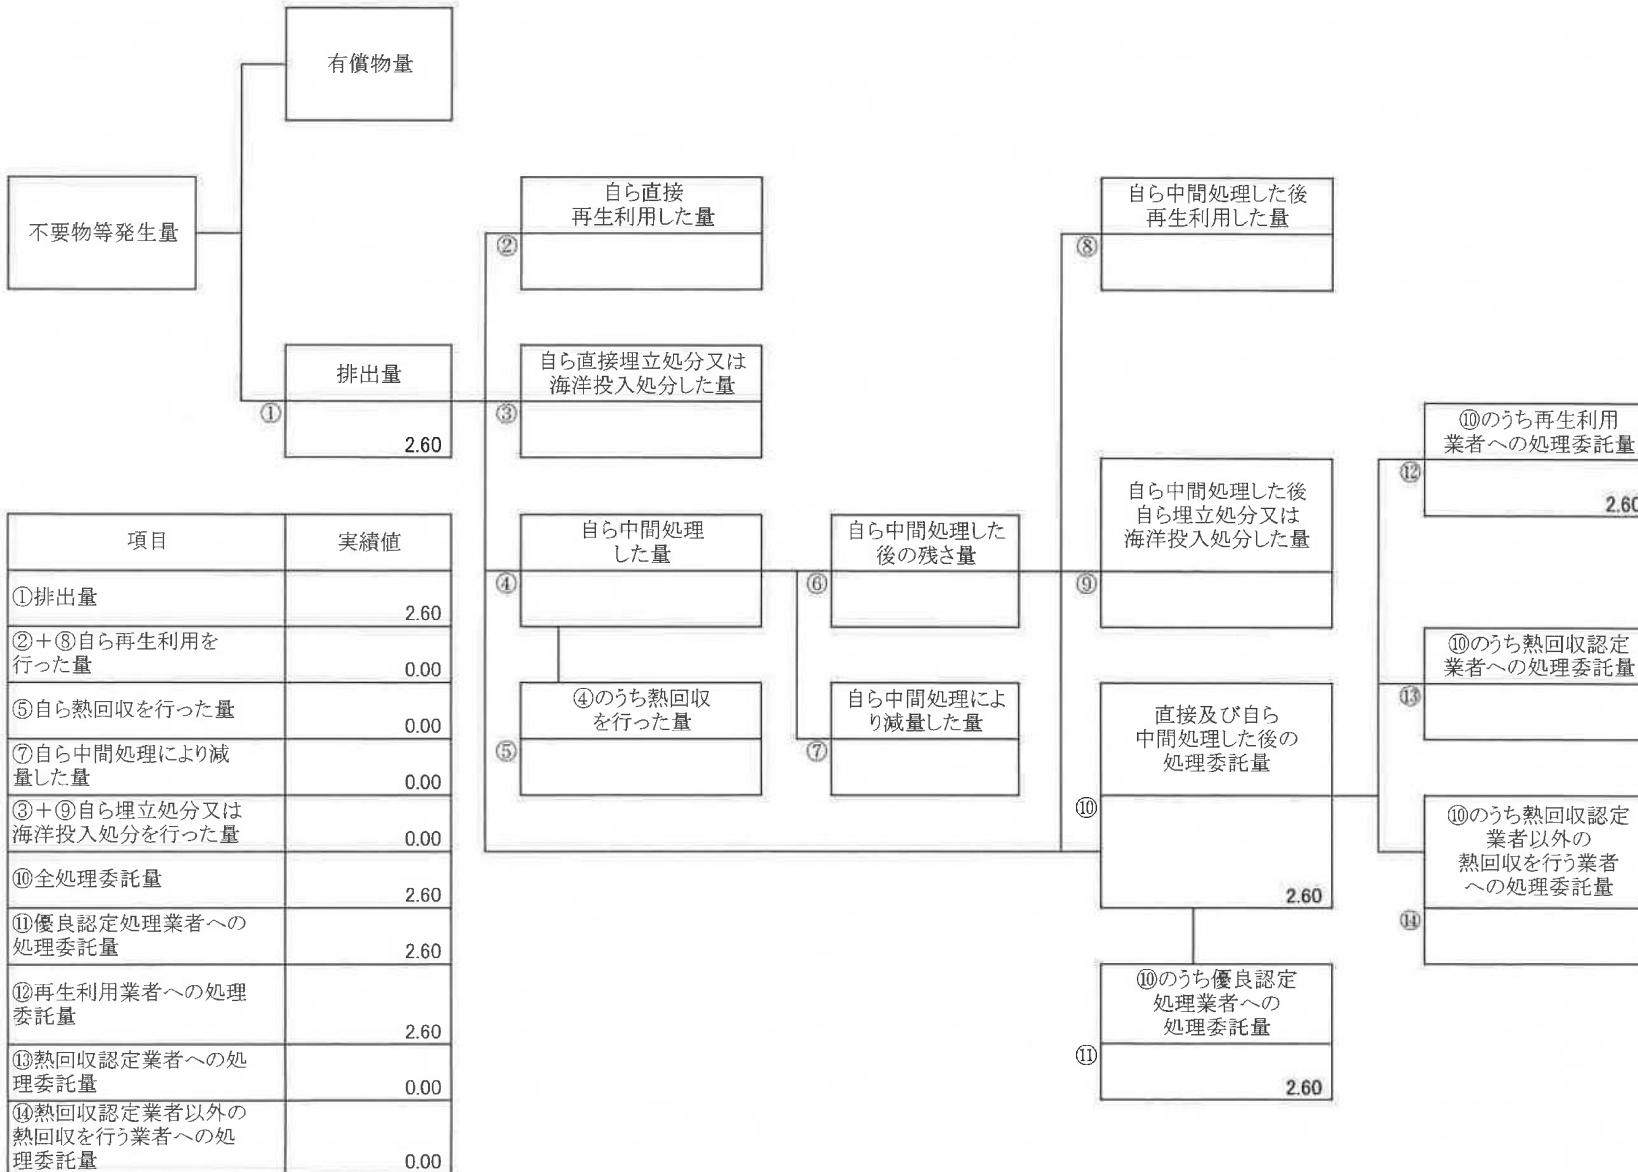 有償物量
不要物等発生量
排出量
①
2.60
自ら直接
再生利用した量
②
自ら直接埋立処分又は
海洋投入処分した量
③
自ら中間処理
した量
④
④のうち熱回収
を行った量
⑤
自ら中間処理した
後の残さ量
⑥
自ら中間処理によ
り減量した量
⑦
自ら中間処理した後
再生利用した量
⑧
自ら中間処理した後
自ら埋立処分又は
海洋投入処分した量
⑨
直接及び自ら
中間処理した後の
処理委託量
⑩
2.60
⑩のうち優良認定
処理業者への
処理委託量
⑪
2.60
⑩のうち再生利用
業者への処理委託量
⑫
2.60
⑩のうち熱回収認定
業者への処理委託量
⑬
⑩のうち熱回収認定
業者以外の
熱回収を行う業者
への処理委託量
⑭
項目 実績値
①排出量
2.60
②＋⑧自ら再生利用を
行った量 0.00
⑤自ら熱回収を行った量
0.00
⑦自ら中間処理により減
量した量 0.00
③＋⑨自ら埋立処分又は
海洋投入処分を行った量 0.00
⑩全処理委託量
2.60
⑪優良認定処理業者への
処理委託量 2.60
⑫再生利用業者への処理
委託量
2.60
⑬熱回収認定業者への処
理委託量 0.00
⑭熱回収認定業者以外の
熱回収を行う業者への処
理委託量 0.00